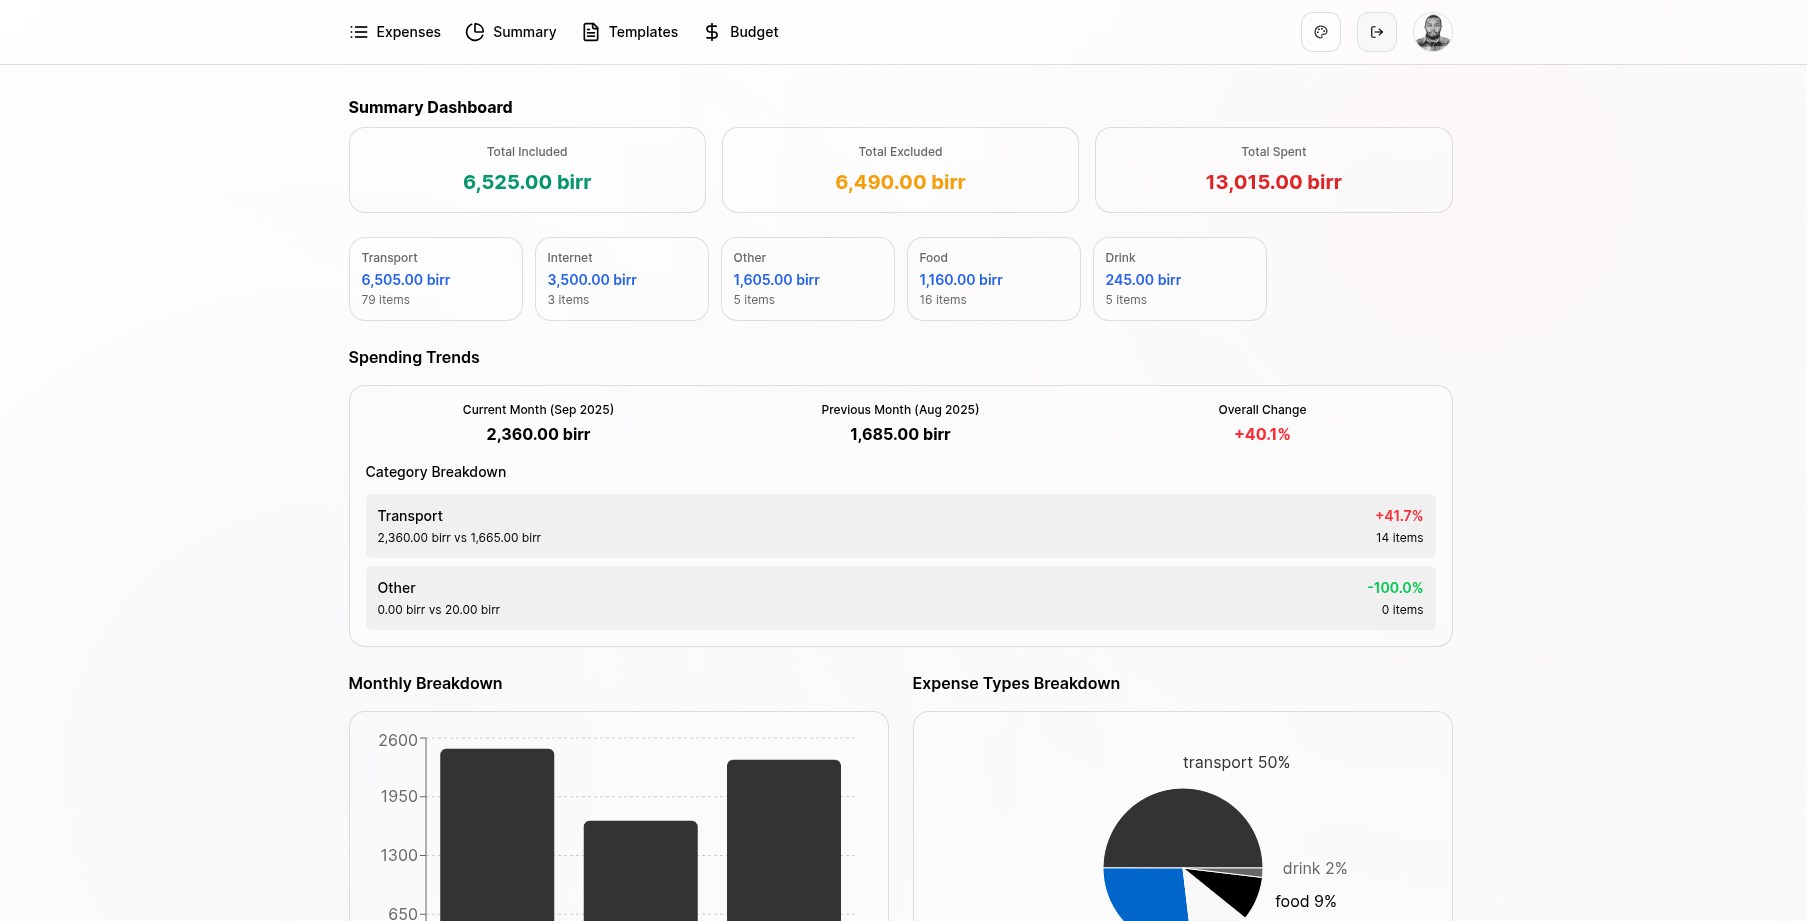 Expenses Summary Templates Budget
Summary Dashboard
Total Included
6,525.00 birr
Total Excluded
6,490.00 birr
Total Spent
13,015.00 birr
Transport
6,505.00 birr
79 items
Internet
3,500.00 birr
3 items
Other
1,605.00 birr
5 items
Food
1,160.00 birr
16 items
Drink
245.00 birr
5 items
Spending Trends
Current Month (Sep 2025)
2,360.00 birr
Previous Month (Aug 2025)
1,685.00 birr
Overall Change
+40.1%
Category Breakdown
Transport
2,360.00 birr vs 1,665.00 birr
+41.7%
14 items
Other
0.00 birr vs 20.00 birr
-100.0%
0 items
Monthly Breakdown
2600
1950
1300
650
Expense Types Breakdown
transport 50%
drink 2%
food 9%